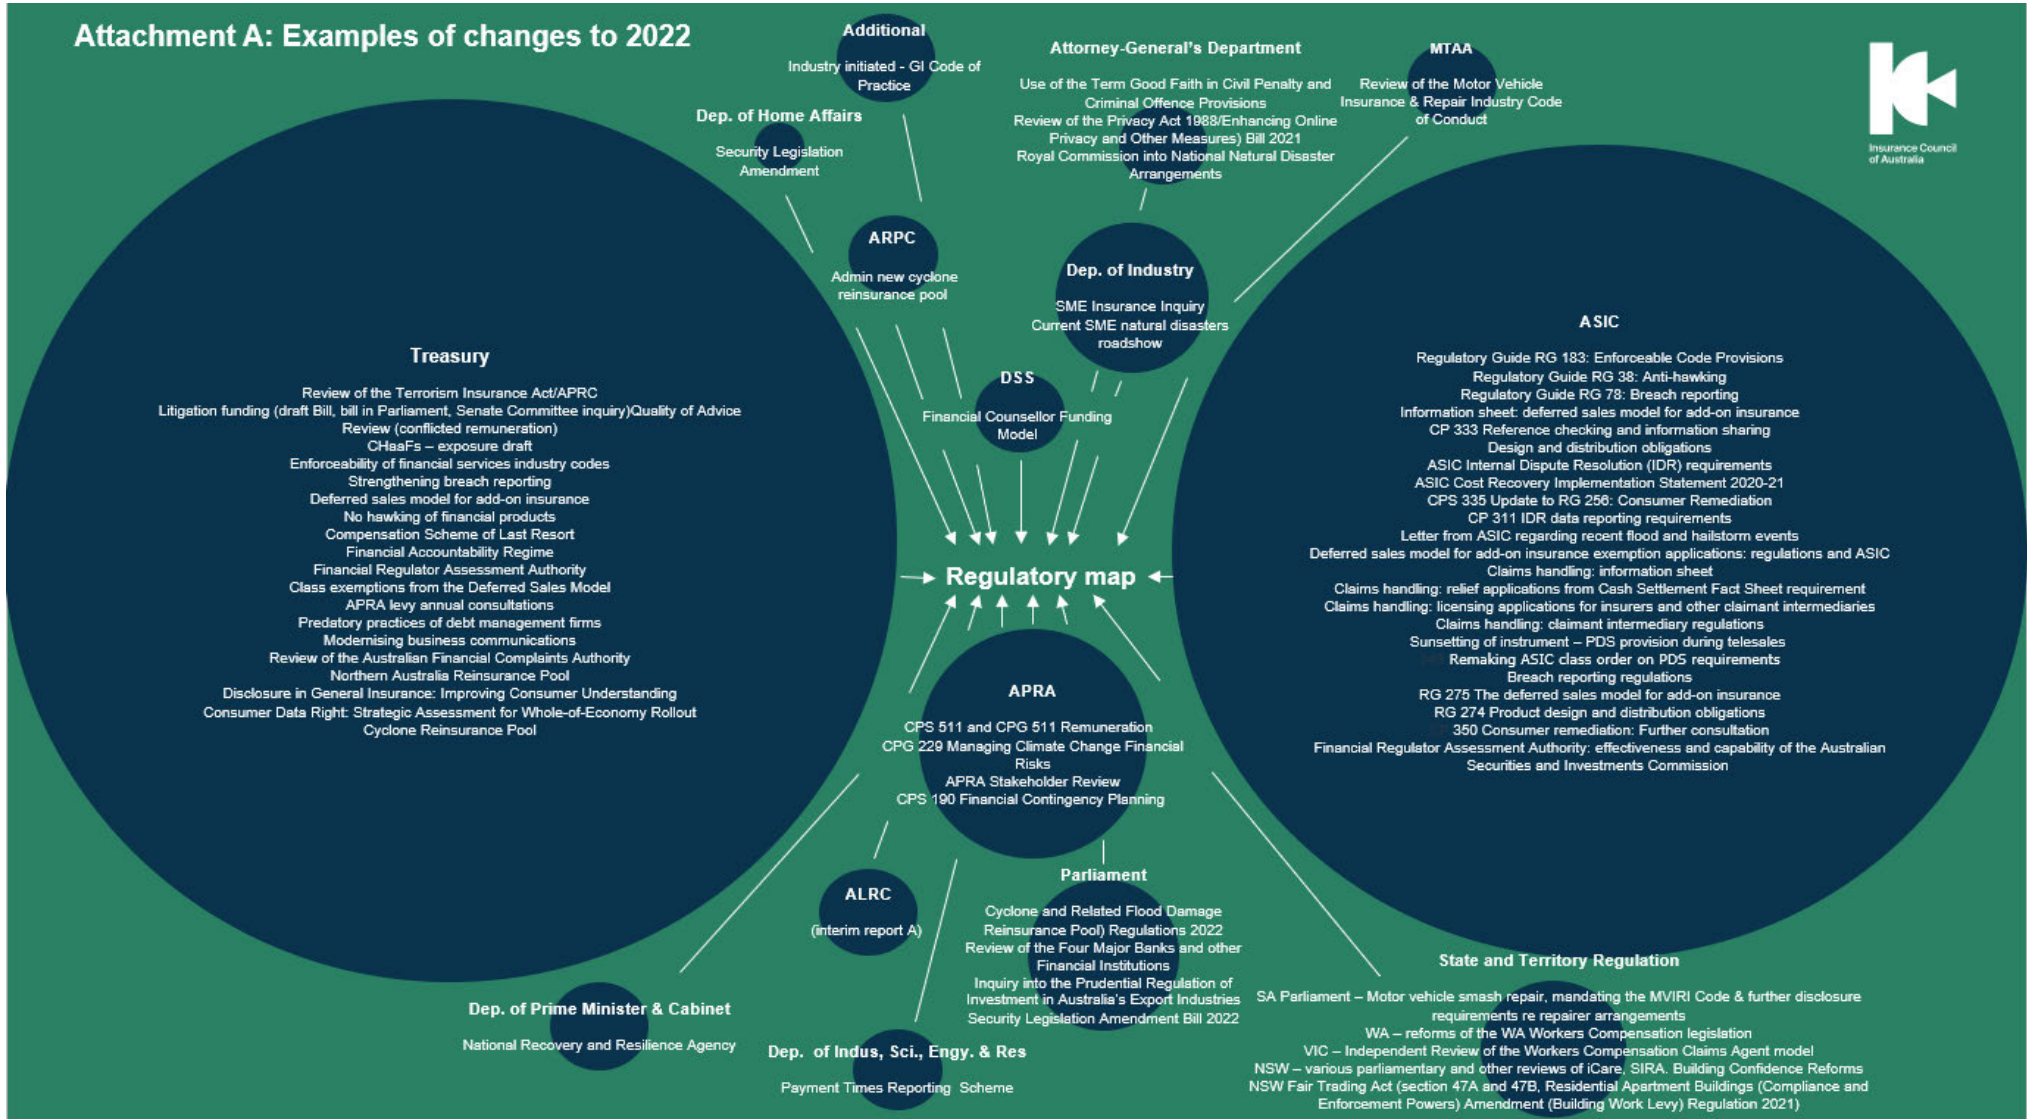 Attachment A: Examples of changes to 2022
Additional
Industry initiated - GI Code of
Practice
Dep. of Home Affairs
Security Legislation
Amendment
Attorney-General's Department
Use of the Term Good Faith in Civil Penalty and
Criminal Offence Provisions
Review of the Privacy Act 1988/Enhancing Online
Privacy and Other Measures) Bill 2021
Royal Commission into National Natural Disaster
Arrangements
MTAA
Review of the Motor Vehicle
Insurance & Repair Industry Code
of Conduct
Insurance Council
of Australia
ARPC
Admin new cyclone
reinsurance pool
Dep. of Industry
SME Insurance Inquiry
Current SME natural disasters
roadshow
DSS
Financial Counsellor Funding
Model
Treasury
Review of the Terrorism Insurance Act/APRC
Litigation funding (draft Bill, bill in Parliament, Senate Committee inquiry)Quality of Advice
Review (conflicted remuneration)
CHaaFs – exposure draft
Enforceability of financial services industry codes
Strengthening breach reporting
Deferred sales model for add-on insurance
No hawking of financial products
Compensation Scheme of Last Resort
Financial Accountability Regime
Financial Regulator Assessment Authority
Class exemptions from the Deferred Sales Model
APRA levy annual consultations
Predatory practices of debt management firms
Modernising business communications
Review of the Australian Financial Complaints Authority
Northern Australia Reinsurance Pool
Disclosure in General Insurance: Improving Consumer Understanding
Consumer Data Right: Strategic Assessment for Whole-of-Economy Rollout
Cyclone Reinsurance Pool
Regulatory map
ASIC
Regulatory Guide RG 183: Enforceable Code Provisions
Regulatory Guide RG 38: Anti-hawking
Regulatory Guide RG 78: Breach reporting
Information sheet: deferred sales model for add-on insurance
CP 333 Reference checking and information sharing
Design and distribution obligations
ASIC Internal Dispute Resolution (IDR) requirements
ASIC Cost Recovery Implementation Statement 2020-21
CPS 335 Update to RG 256: Consumer Remediation
CP 311 IDR data reporting requirements
Letter from ASIC regarding recent flood and hailstorm events
Deferred sales model for add-on insurance exemption applications: regulations and ASIC
Claims handling: information sheet
Claims handling: relief applications from Cash Settlement Fact Sheet requirement
Claims handling: licensing applications for insurers and other claimant intermediaries
Claims handling: claimant intermediary regulations
Sunsetting of instrument – PDS provision during telesales
Remaking ASIC class order on PDS requirements
Breach reporting regulations
RG 275 The deferred sales model for add-on insurance
RG 274 Product design and distribution obligations
350 Consumer remediation: Further consultation
Financial Regulator Assessment Authority: effectiveness and capability of the Australian
Securities and Investments Commission
APRA
CPS 511 and CPG 511 Remuneration
CPG 229 Managing Climate Change Financial
Risks
APRA Stakeholder Review
CPS 190 Financial Contingency Planning
ALRC
(interim report A)
Parliament
Cyclone and Related Flood Damage
Reinsurance Pool) Regulations 2022
Review of the Four Major Banks and other
Financial Institutions
Inquiry into the Prudential Regulation of
Investment in Australia's Export Industries
Security Legislation Amendment Bill 2022
Dep. of Prime Minister & Cabinet
National Recovery and Resilience Agency
Dep. of Indus, Sci., Engy. & Res
Payment Times Reporting Scheme
State and Territory Regulation
SA Parliament – Motor vehicle smash repair, mandating the MVIRI Code & further disclosure
requirements re repairer arrangements
WA – reforms of the WA Workers Compensation legislation
VIC – Independent Review of the Workers Compensation Claims Agent model
NSW – various parliamentary and other reviews of iCare, SIRA. Building Confidence Reforms
NSW Fair Trading Act (section 47A and 47B, Residential Apartment Buildings (Compliance and
Enforcement Powers) Amendment (Building Work Levy) Regulation 2021)